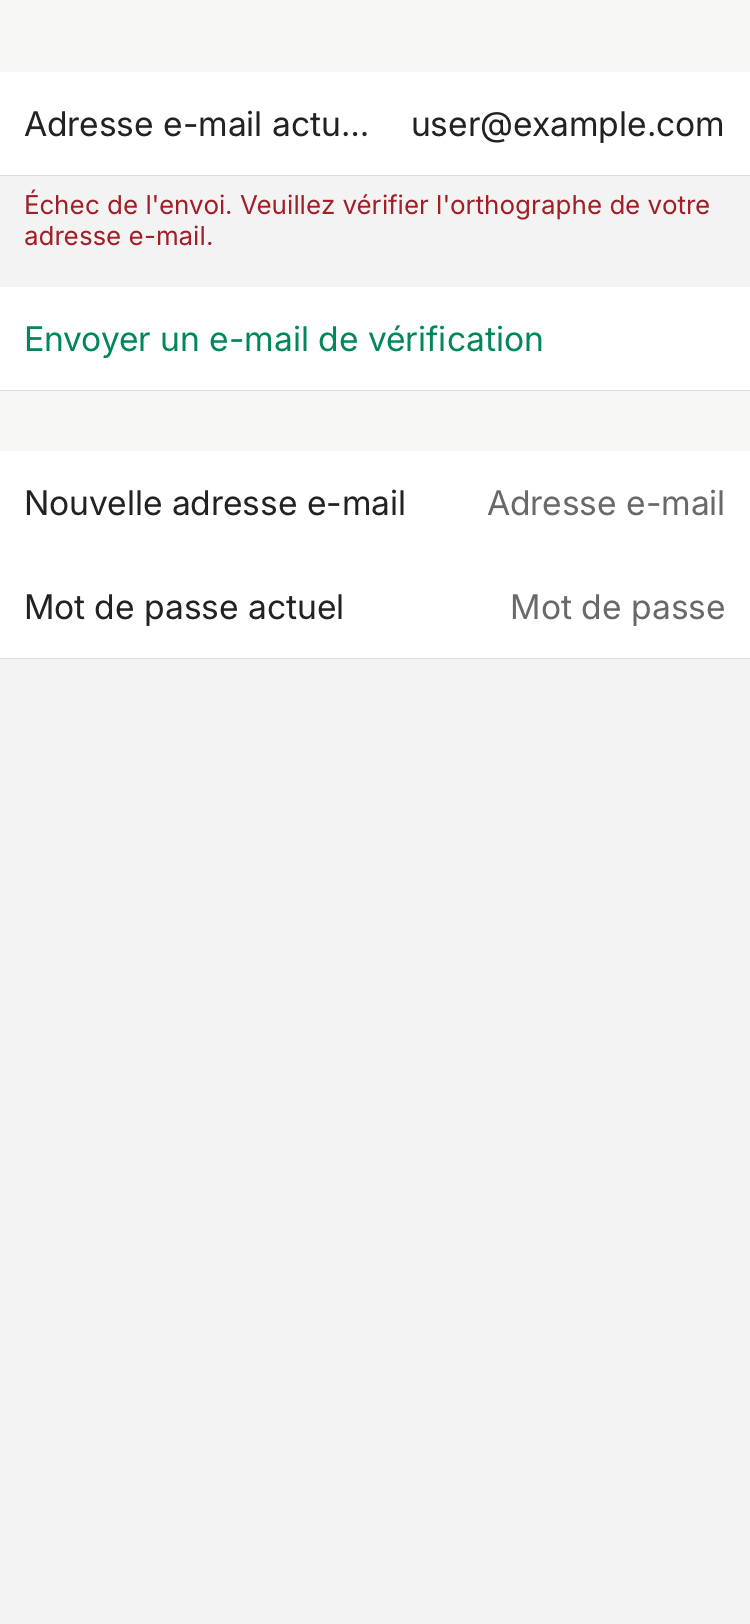 Adresse e-mail actu... user@example.com
Échec de l'envoi. Veuillez vérifier l'orthographe de votre
adresse e-mail.
Envoyer un e-mail de vérification
Nouvelle adresse e-mail Adresse e-mail
Mot de passe actuel Mot de passe